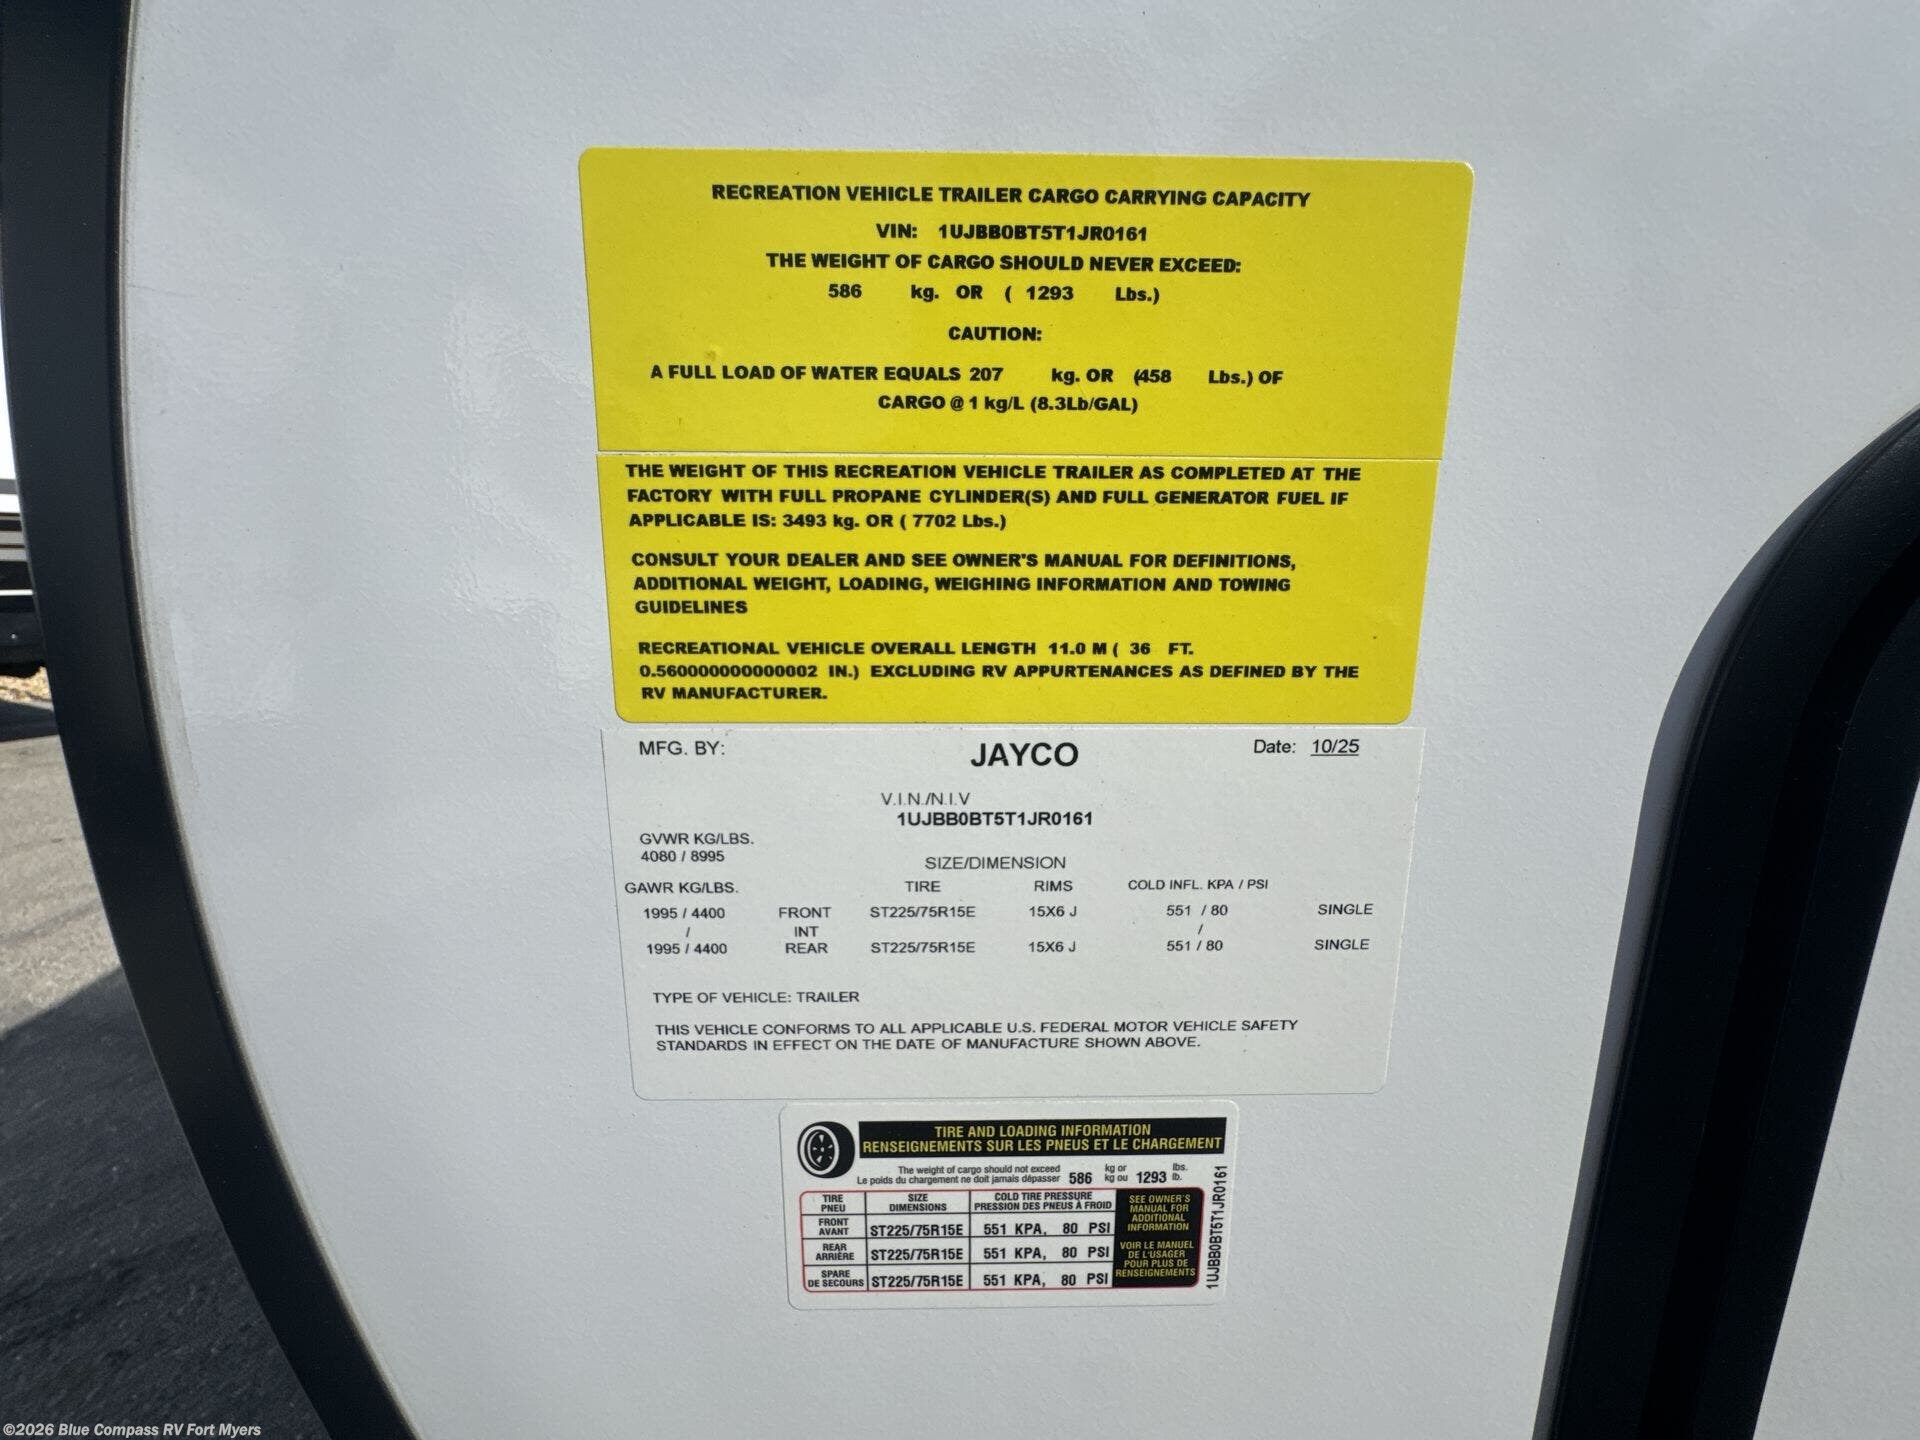 RECREATION VEHICLE TRAILER CARGO CARRYING CAPACITY
VIN: 1UJBB0BT5T1JR0161
THE WEIGHT OF CARGO SHOULD NEVER EXCEED:
586 kg. OR ( 1293 Lbs.)
CAUTION:
A FULL LOAD OF WATER EQUALS 207 kg. OR (458 Lbs.) OF
CARGO @ 1 kg/L (8.3Lb/GAL)
THE WEIGHT OF THIS RECREATION VEHICLE TRAILER AS COMPLETED AT THE
FACTORY WITH FULL PROPANE CYLINDER(S) AND FULL GENERATOR FUEL IF
APPLICABLE IS: 3493 kg. OR ( 7702 Lbs.)
CONSULT YOUR DEALER AND SEE OWNER'S MANUAL FOR DEFINITIONS,
ADDITIONAL WEIGHT, LOADING, WEIGHING INFORMATION AND TOWING
GUIDELINES
RECREATIONAL VEHICLE OVERALL LENGTH 11.0 M ( 36 FT.
0.560000000000002 IN.) EXCLUDING RV APPURTENANCES AS DEFINED BY THE
RV MANUFACTURER.
MFG. BY: JAYCO Date: 10/25
V.I.N./N.I.V
1UJBB0BT5T1JR0161
GVWR KG/LBS.
4080 / 8995
SIZE/DIMENSION
GAWR KG/LBS. TIRE RIMS COLD INFL. KPA / PSI
1995 / 4400 FRONT ST225/75R15E 15X6 J 551 / 80 SINGLE
/ INT /
1995 / 4400 REAR ST225/75R15E 15X6 J 551 / 80 SINGLE
TYPE OF VEHICLE: TRAILER
THIS VEHICLE CONFORMS TO ALL APPLICABLE U.S. FEDERAL MOTOR VEHICLE SAFETY
STANDARDS IN EFFECT ON THE DATE OF MANUFACTURE SHOWN ABOVE.
TIRE AND LOADING INFORMATION
RENSEIGNEMENTS SUR LES PNEUS ET LE CHARGEMENT
The weight of cargo should not exceed 586 kg or 1293 lbs.
Le poids du chargement ne doit jamais dépasser kg ou lb.
TIRE SIZE COLD TIRE PRESSURE
PNEU DIMENSIONS PRESSION DES PNEUS À FROID
FRONT
AVANT ST225/75R15E 551 KPA, 80 PSI
REAR
ARRIÈRE ST225/75R15E 551 KPA, 80 PSI
SPARE
DE SECOURS ST225/75R15E 551 KPA, 80 PSI
SEE OWNER'S
MANUAL FOR
ADDITIONAL
INFORMATION
VOIR LE MANUEL
DE L'USAGER
POUR PLUS DE
RENSEIGNEMENTS
1UJBB0BT5T1JR0161
©2026 Blue Compass RV Fort Myers